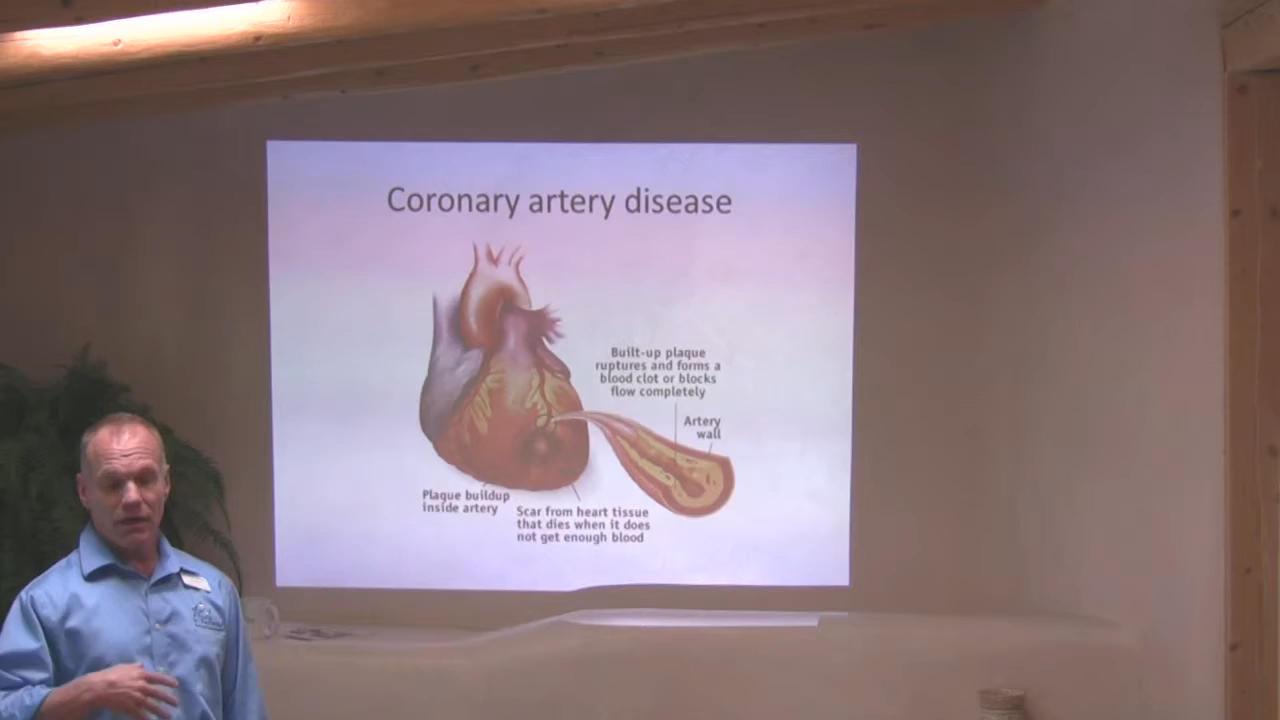 Coronary artery disease
Built-up plaque
ruptures and forms a
blood clot or blocks
flow completely
Artery
wall
Plaque buildup
inside artery
Scar from heart tissue
that dies when it does
not get enough blood